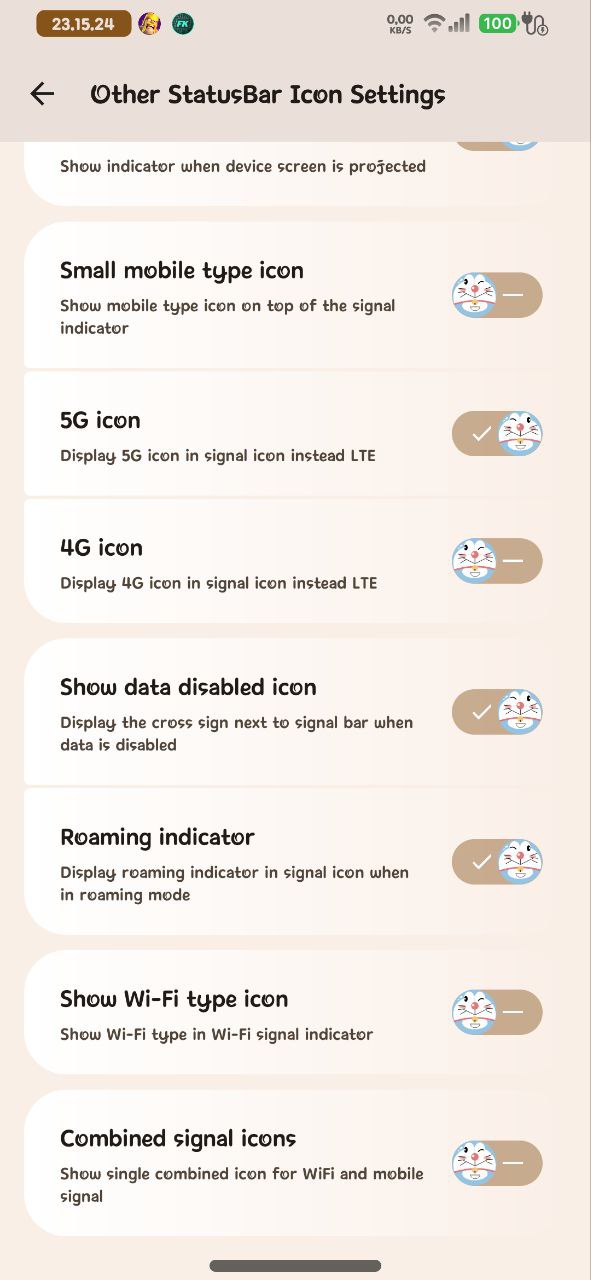 23.15.24
FK
0,00
KB/S
100
Other StatusBar Icon Settings
Show indicator when device screen is projected
Small mobile type icon
Show mobile type icon on top of the signal
indicator
5G icon
Display 5G icon in signal icon instead LTE
4G icon
Display 4G icon in signal icon instead LTE
Show data disabled icon
Display the cross sign next to signal bar when
data is disabled
Roaming indicator
Display roaming indicator in signal icon when
in roaming mode
Show Wi-Fi type icon
Show Wi-Fi type in Wi-Fi signal indicator
Combined signal icons
Show single combined icon for WiFi and mobile
signal